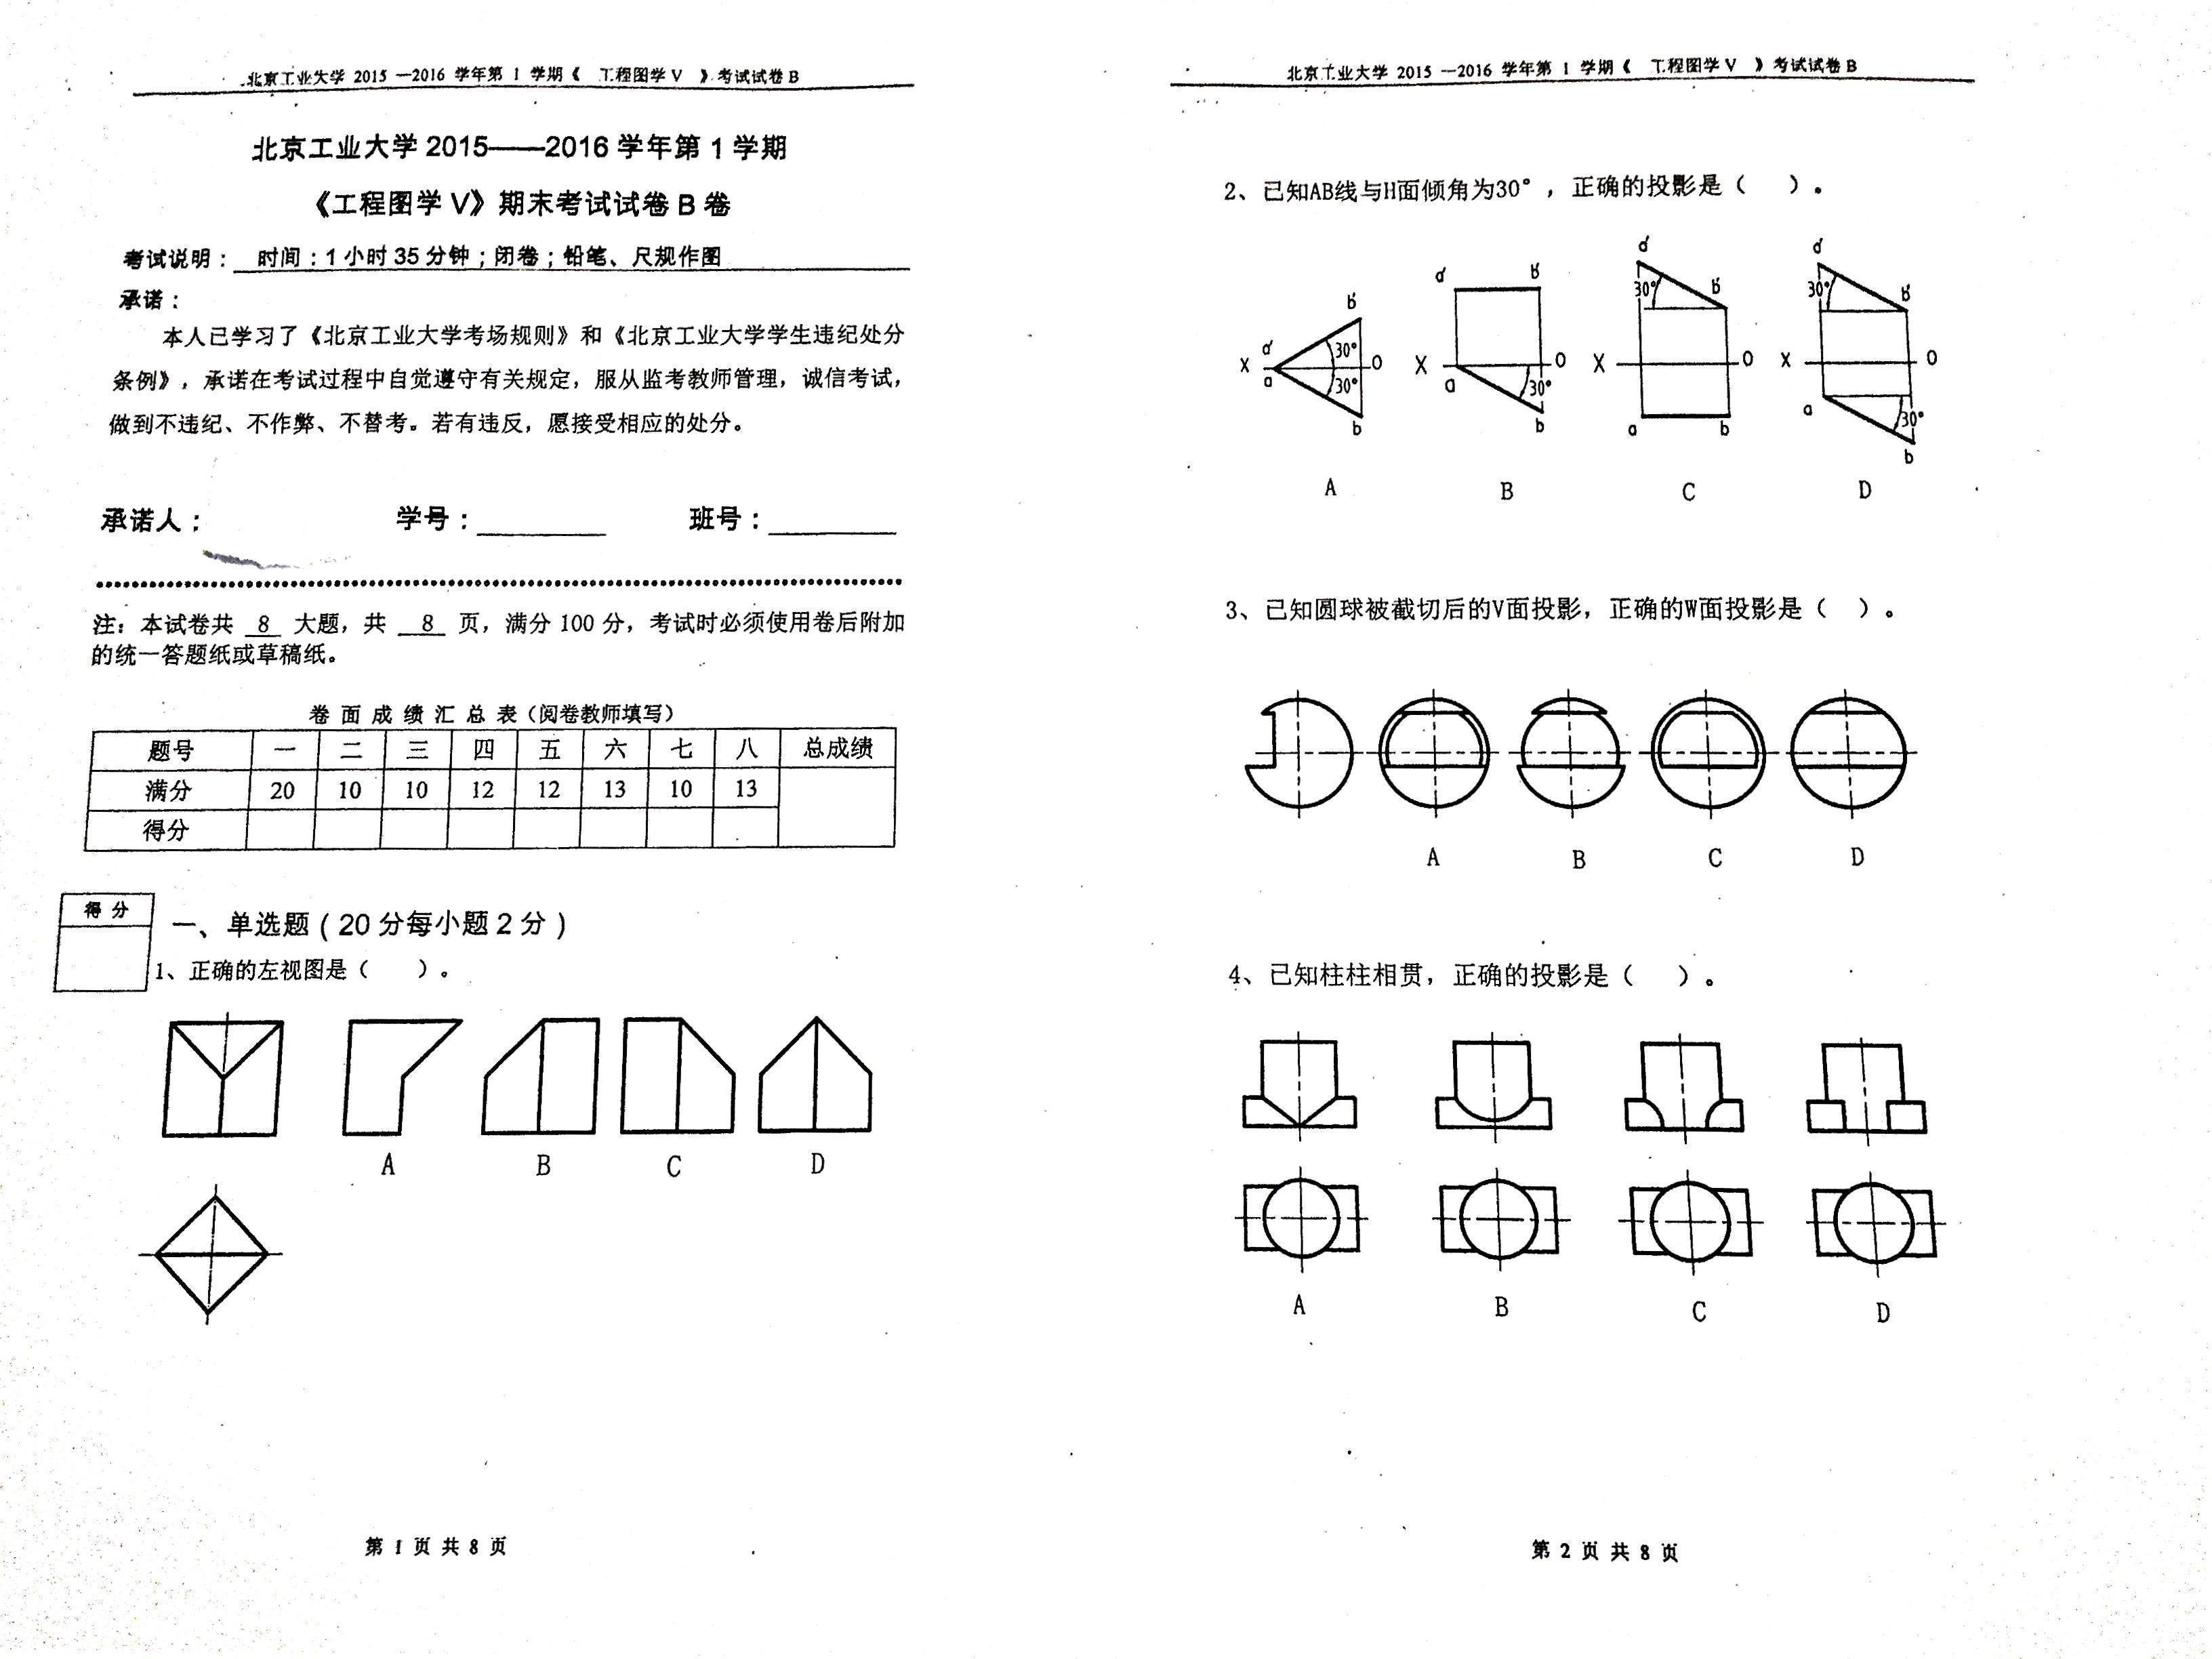 北京工业大学 2015 —2016 学年第 1 学期《 工程图学 V 》考试试卷 B
北京工业大学 2015——2016 学年第 1 学期
《工程图学 V》期末考试试卷 B 卷
考试说明： 时间：1 小时 35 分钟；闭卷；铅笔、尺规作图
承诺：
本人已学习了《北京工业大学考场规则》和《北京工业大学学生违纪处分
条例》，承诺在考试过程中自觉遵守有关规定，服从监考教师管理，诚信考试，
做到不违纪、不作弊、不替考。若有违反，愿接受相应的处分。
承诺人： 学号： 班号：
注：本试卷共 8 大题，共 8 页，满分 100 分，考试时必须使用卷后附加
的统一答题纸或草稿纸。
卷 面 成 绩 汇 总 表（阅卷教师填写）
题号 一 二 三 四 五 六 七 八 总成绩
满分 20 10 10 12 12 13 10 13
得分
得 分
一、单选题（20 分每小题 2 分）
1、正确的左视图是（ ）。
A B C D
第 1 页 共 8 页
北京工业大学 2015 —2016 学年第 1 学期《 工程图学 V 》考试试卷 B
2、已知AB线与H面倾角为30°，正确的投影是（ ）。
a' b' 30° 30° X O a b
a' b' X O a 30° b
a' 30° b' X O a b
a' 30° b' X O a 30° b
A B C D
3、已知圆球被截切后的V面投影，正确的W面投影是（ ）。
A B C D
4、已知柱柱相贯，正确的投影是（ ）。
A B C D
第 2 页 共 8 页